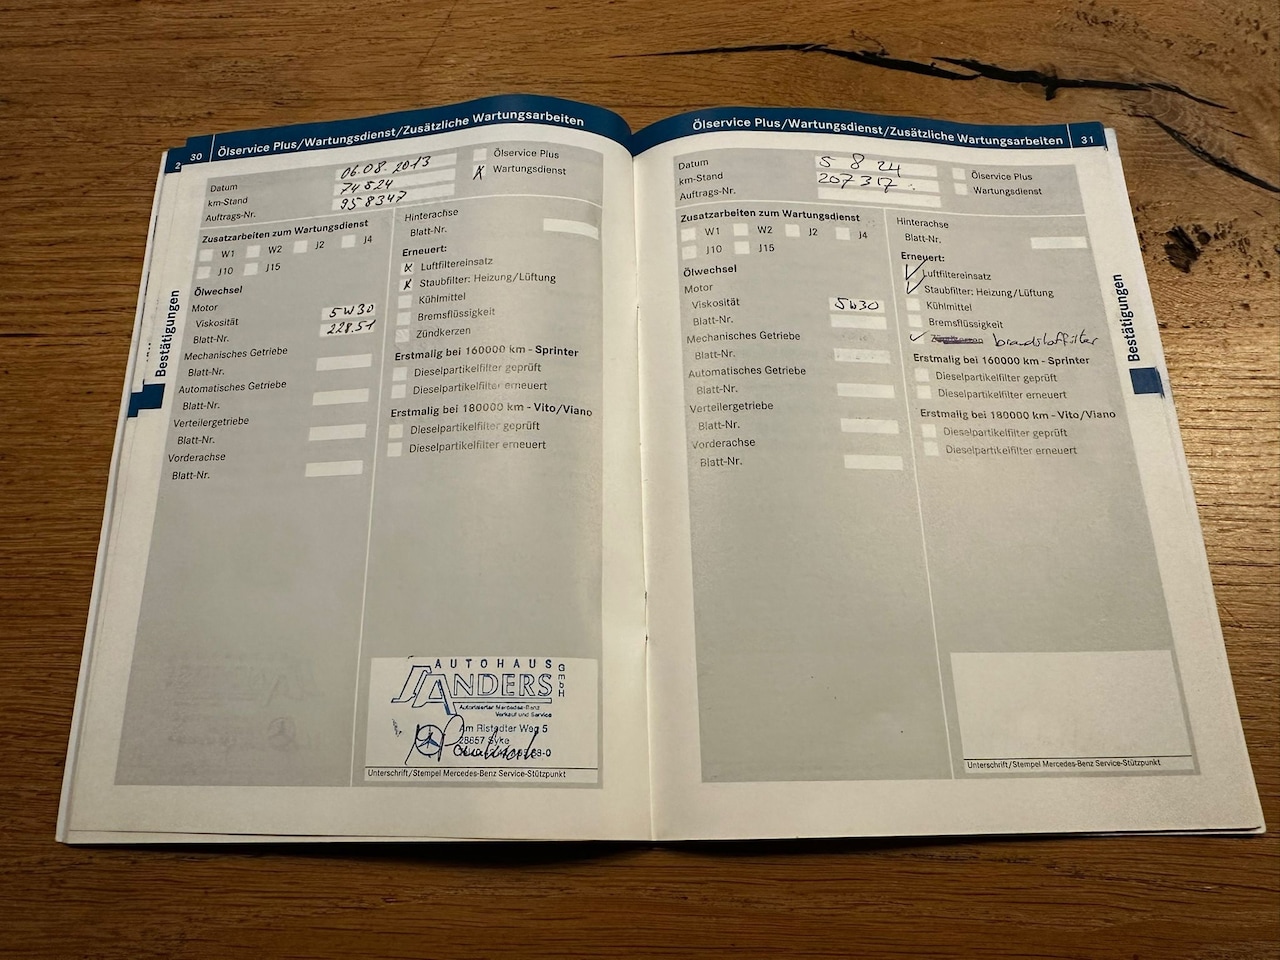 2
30 Ölservice Plus/Wartungsdienst/Zusätzliche Wartungsarbeiten
Datum 06.08.2013
km-Stand 74524
Auftrags-Nr. 958347
Ölservice Plus
x Wartungsdienst
Zusatzarbeiten zum Wartungsdienst
W1 W2 J2 J4
J10 J15
Ölwechsel
Motor
Viskosität 5W30
Blatt-Nr. 228.51
Mechanisches Getriebe
Blatt-Nr.
Automatisches Getriebe
Blatt-Nr.
Verteilergetriebe
Blatt-Nr.
Vorderachse
Blatt-Nr.
Hinterachse
Blatt-Nr.
Erneuert:
x Luftfiltereinsatz
x Staubfilter: Heizung/Lüftung
Kühlmittel
Bremsflüssigkeit
Zündkerzen
Erstmalig bei 160000 km - Sprinter
Dieselpartikelfilter geprüft
Dieselpartikelfilter erneuert
Erstmalig bei 180000 km - Vito/Viano
Dieselpartikelfilter geprüft
Dieselpartikelfilter erneuert
AUTOHAUS
ANDERS GmbH
Autorisierter Mercedes-Benz
Verkauf und Service
Am Ristedter Weg 5
28857 Syke
Unterschrift/Stempel Mercedes-Benz Service-Stützpunkt
Bestätigungen
Ölservice Plus/Wartungsdienst/Zusätzliche Wartungsarbeiten 31
Datum 5 8 24
km-Stand 207317
Auftrags-Nr.
Ölservice Plus
Wartungsdienst
Zusatzarbeiten zum Wartungsdienst
W1 W2 J2 J4
J10 J15
Ölwechsel
Motor
Viskosität 5W30
Blatt-Nr.
Mechanisches Getriebe
Blatt-Nr.
Automatisches Getriebe
Blatt-Nr.
Verteilergetriebe
Blatt-Nr.
Vorderachse
Blatt-Nr.
Hinterachse
Blatt-Nr.
Erneuert:
Luftfiltereinsatz
Staubfilter: Heizung/Lüftung
Kühlmittel
Bremsflüssigkeit
brandstoffilter
Erstmalig bei 160000 km - Sprinter
Dieselpartikelfilter geprüft
Dieselpartikelfilter erneuert
Erstmalig bei 180000 km - Vito/Viano
Dieselpartikelfilter geprüft
Dieselpartikelfilter erneuert
Unterschrift/Stempel Mercedes-Benz Service-Stützpunkt
Bestätigungen